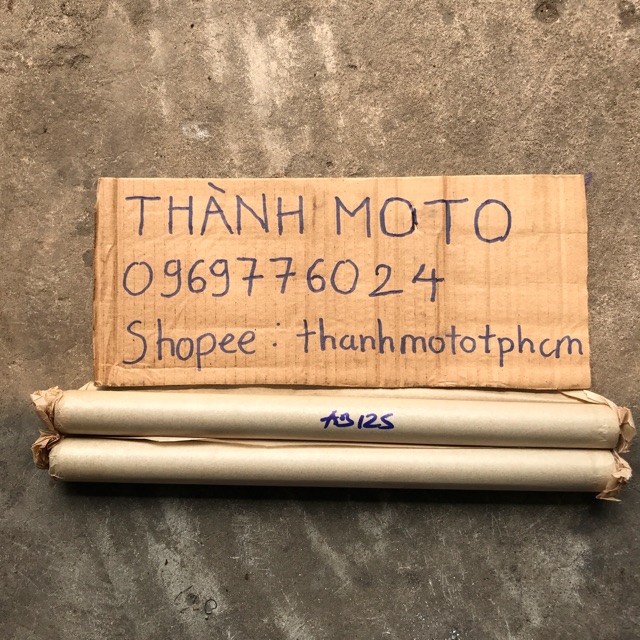 THÀNH MOTO
0969776024
Shopee: thanhmototphcm
AB125